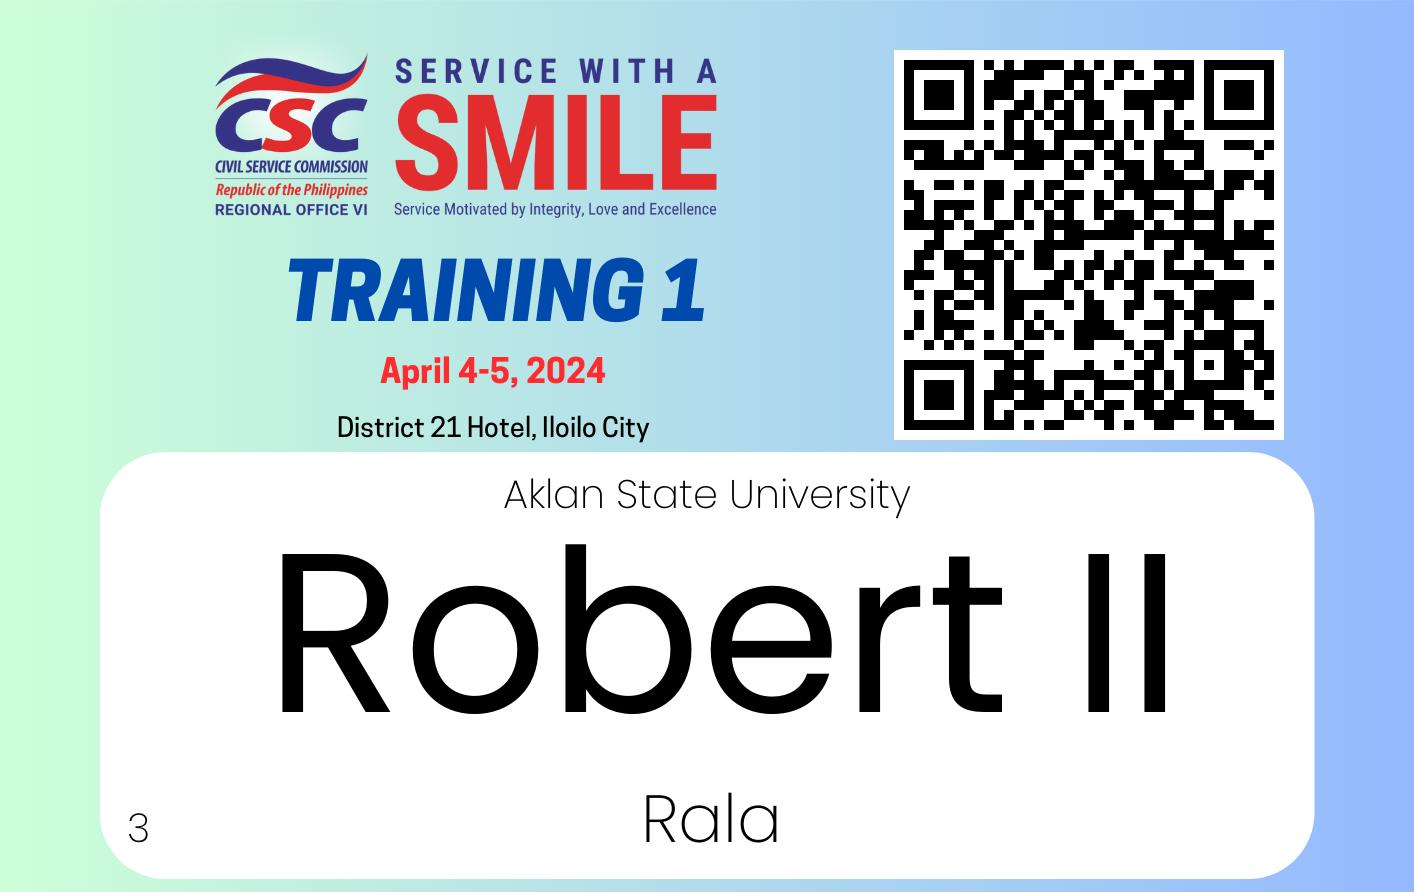 CSC
CIVIL SERVICE COMMISSION
Republic of the Philippines
REGIONAL OFFICE VI
SERVICE WITH A
SMILE
Service Motivated by Integrity, Love and Excellence
TRAINING 1
April 4-5, 2024
District 21 Hotel, Iloilo City
Aklan State University
Robert II
Rala
3